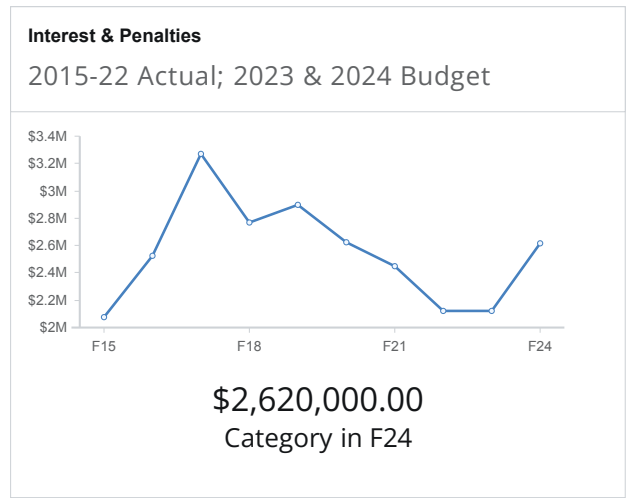 Interest & Penalties
2015-22 Actual; 2023 & 2024 Budget
$3.4M
$3.2M
$3M
$2.8M
$2.6M
$2.4M
$2.2M
$2M
F15 F18 F21 F24
$2,620,000.00
Category in F24